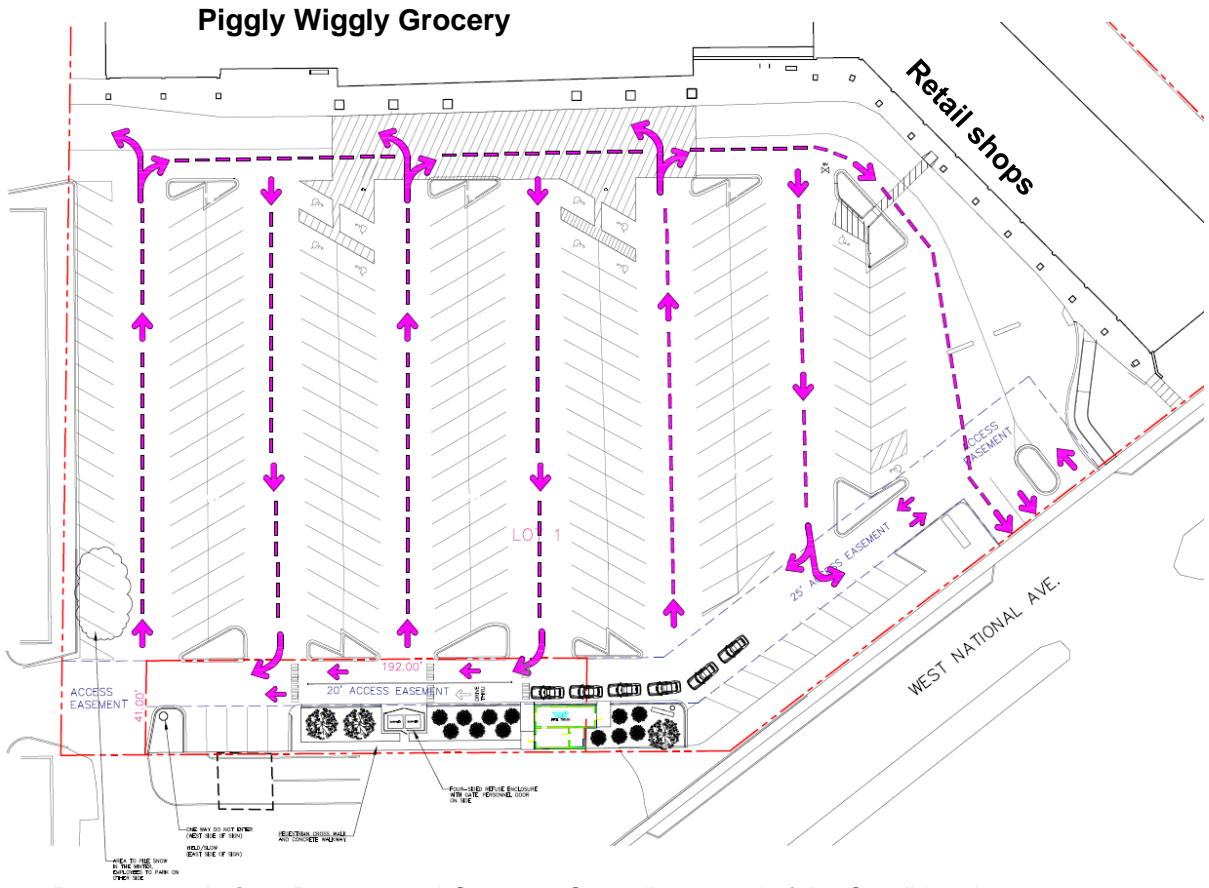 Piggly Wiggly Grocery
Retail shops
LOT 1
ACCESS
EASEMENT
25' ACCESS EASEMENT
WEST NATIONAL AVE.
192.00'
20' ACCESS EASEMENT
DRIVE
THRU
ACCESS
EASEMENT
41.00'
FOUR-SIDED REFUSE ENCLOSURE
WITH GATE. PERSONNEL DOOR
ON SIDE
ONE WAY DO NOT ENTER
(WEST SIDE OF SIGN)
YIELD/SLOW
(EAST SIDE OF SIGN)
PEDESTRIAN CROSS WALK
AND CONCRETE WALKWAY
AREA TO PILE SNOW
IN THE WINTER,
EMPLOYEES TO PARK ON
OTHER SIDE